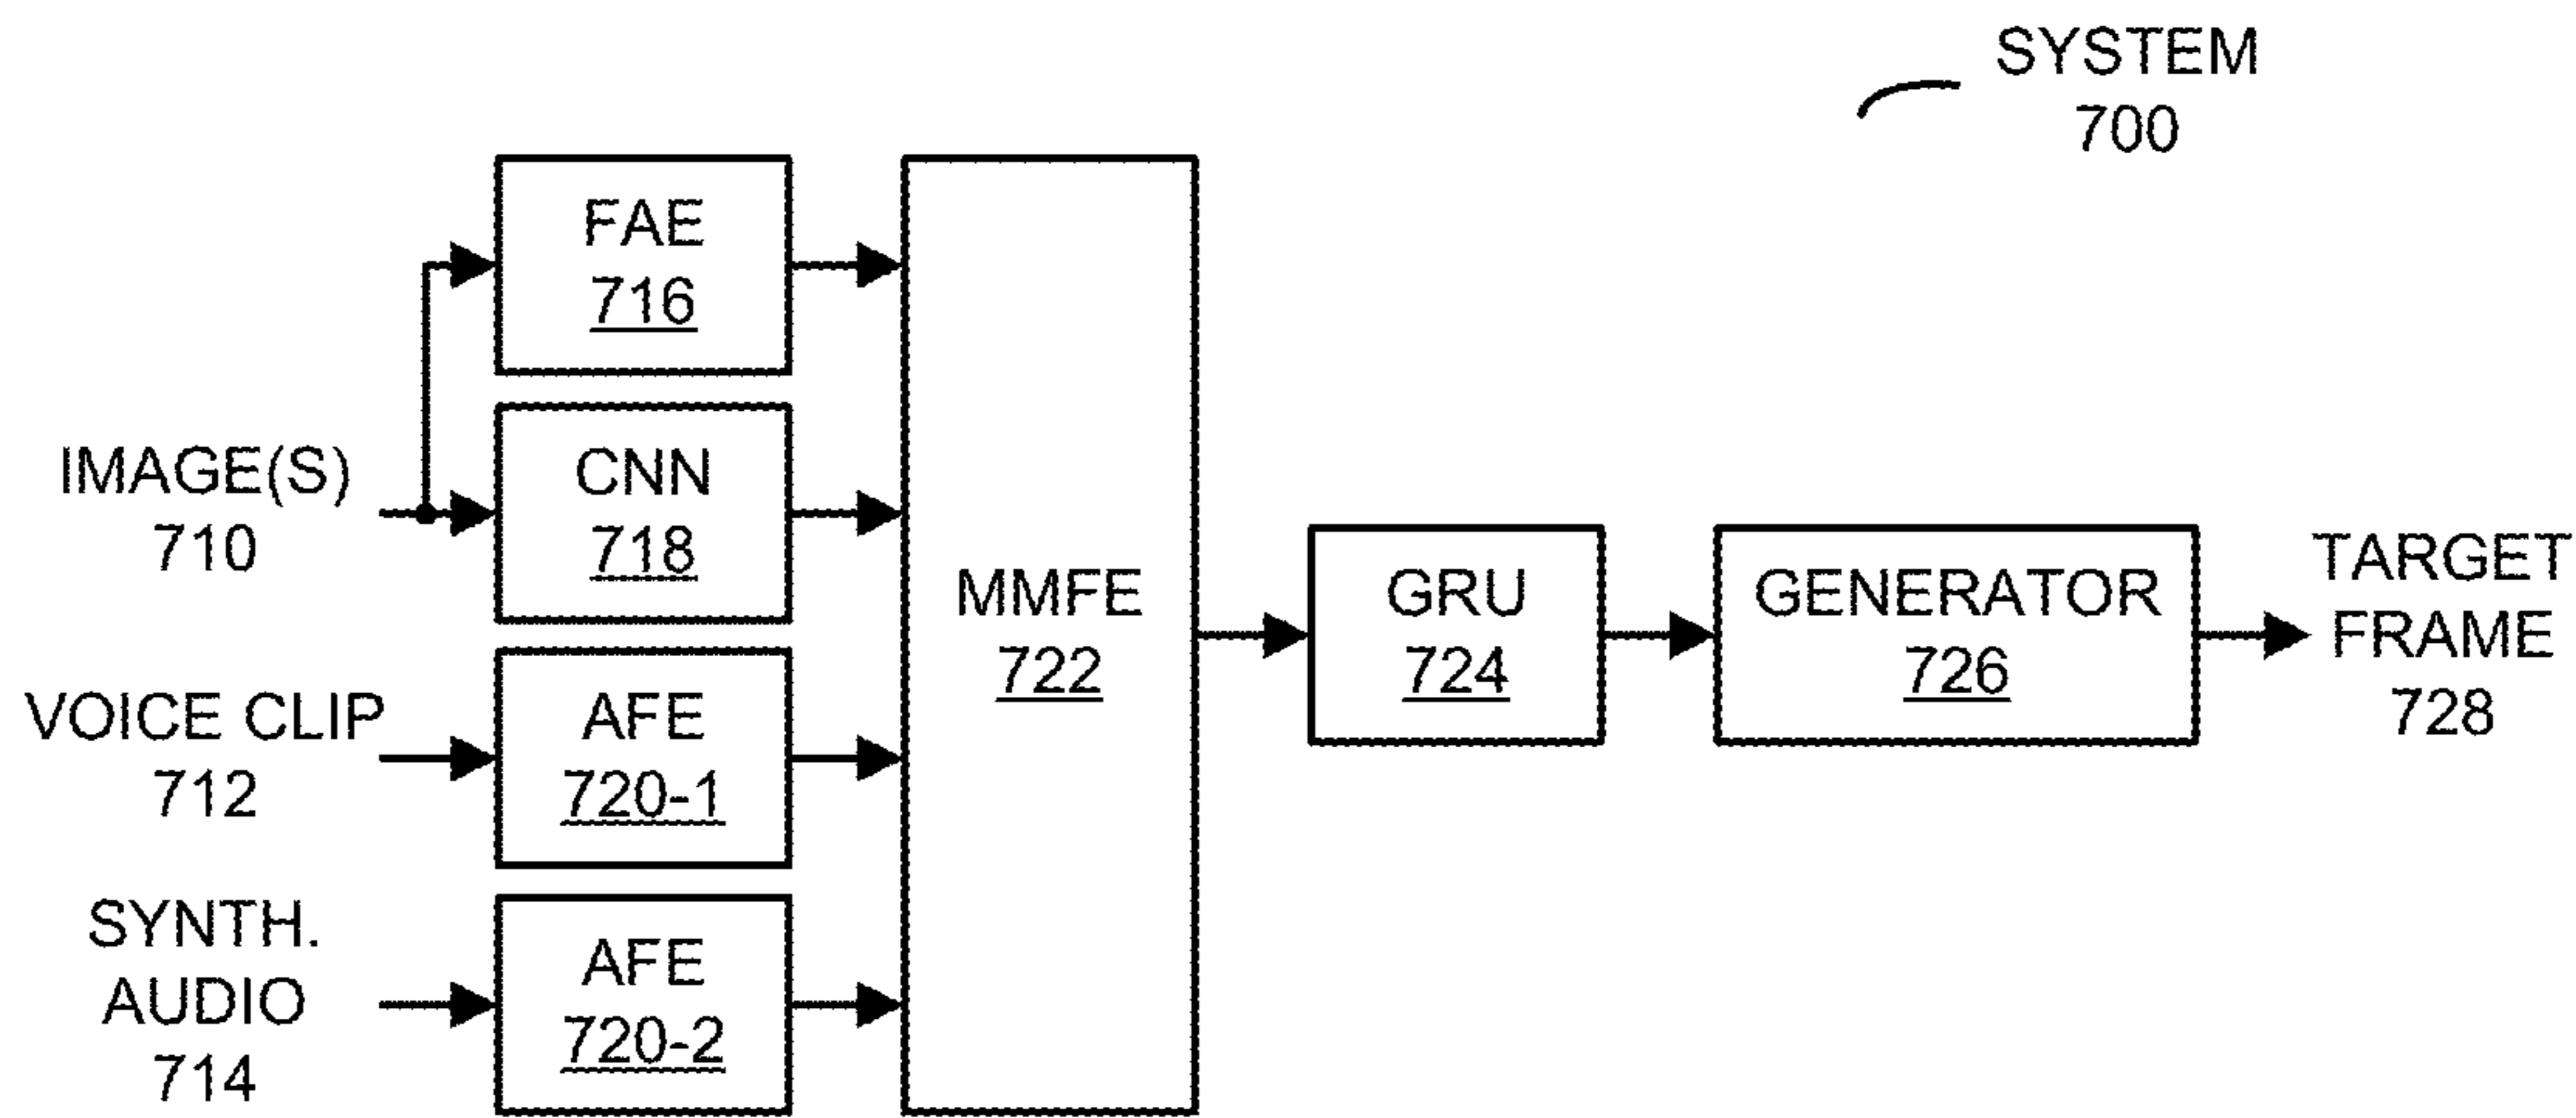 SYSTEM
700
FAE
716
IMAGE(S)
710
CNN
718
VOICE CLIP
712
AFE
720-1
SYNTH.
AUDIO
714
AFE
720-2
MMFE
722
GRU
724
GENERATOR
726
TARGET
FRAME
728